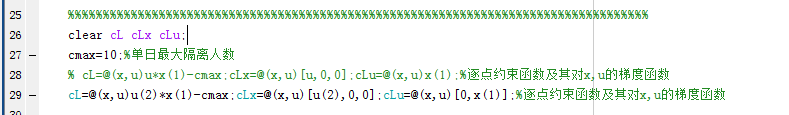 25 %%%%%%%%%%%%%%%%%%%%%%%%%%%%%%%%%%%%%%%%%%%%%%%%%%%%%%%%%%%%%%%%%%%%%%%%%%%%%%%%%%%%%
26 clear cL cLx cLu;
27 — cmax=10;%单日最大隔离人数
28 % cL=@(x,u)u*x(1)-cmax;cLx=@(x,u)[u,0,0];cLu=@(x,u)x(1);%逐点约束函数及其对x,u的梯度函数
29 — cL=@(x,u)u(2)*x(1)-cmax;cLx=@(x,u)[u(2),0,0];cLu=@(x,u)[0,x(1)];%逐点约束函数及其对x,u的梯度函数